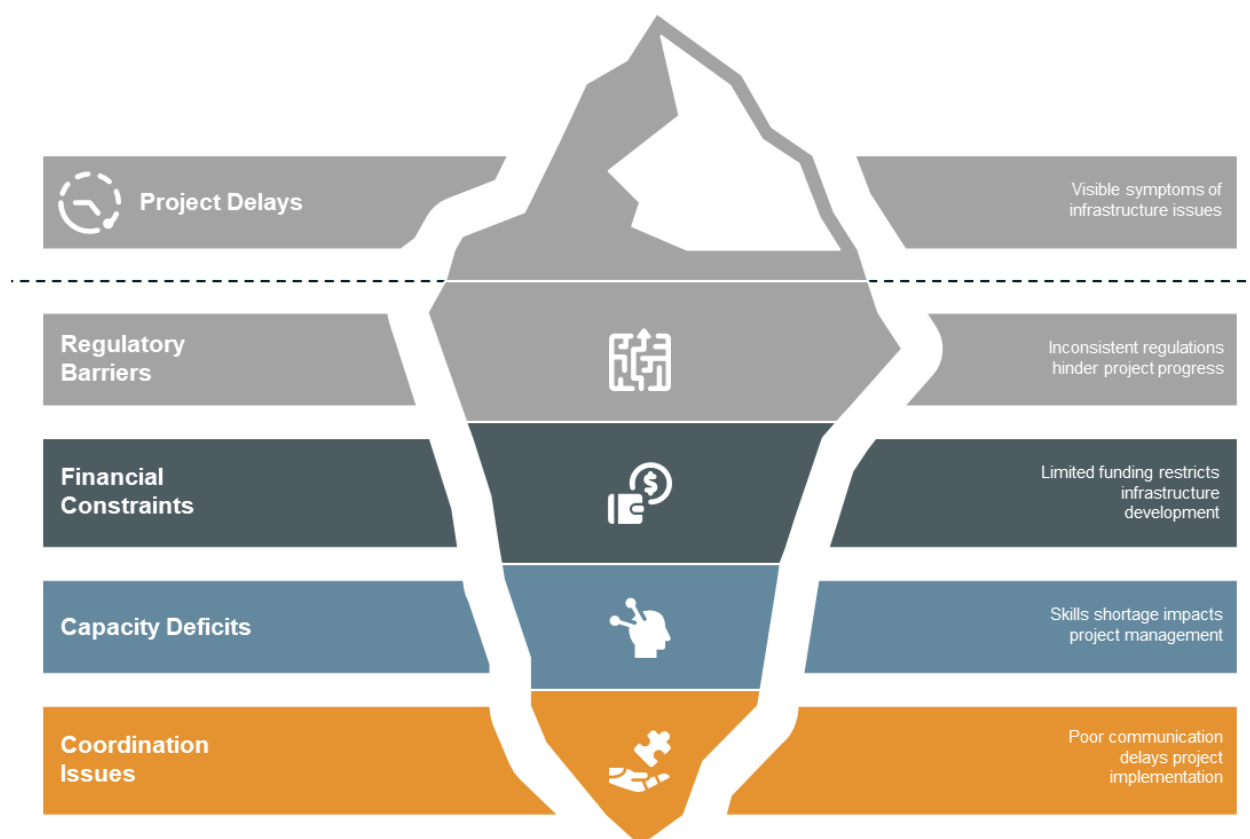 Project Delays
Visible symptoms of
infrastructure issues
Regulatory
Barriers
Inconsistent regulations
hinder project progress
Financial
Constraints
$
Limited funding restricts
infrastructure
development
Capacity Deficits
Skills shortage impacts
project management
Coordination
Issues
Poor communication
delays project
implementation